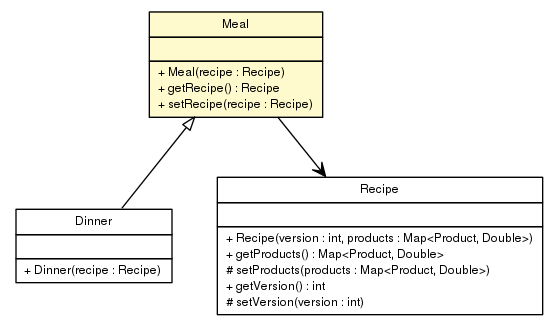 Meal
+ Meal(recipe : Recipe)
+ getRecipe() : Recipe
+ setRecipe(recipe : Recipe)
Dinner
+ Dinner(recipe : Recipe)
Recipe
+ Recipe(version : int, products : Map<Product, Double>)
+ getProducts() : Map<Product, Double>
# setProducts(products : Map<Product, Double>)
+ getVersion() : int
# setVersion(version : int)